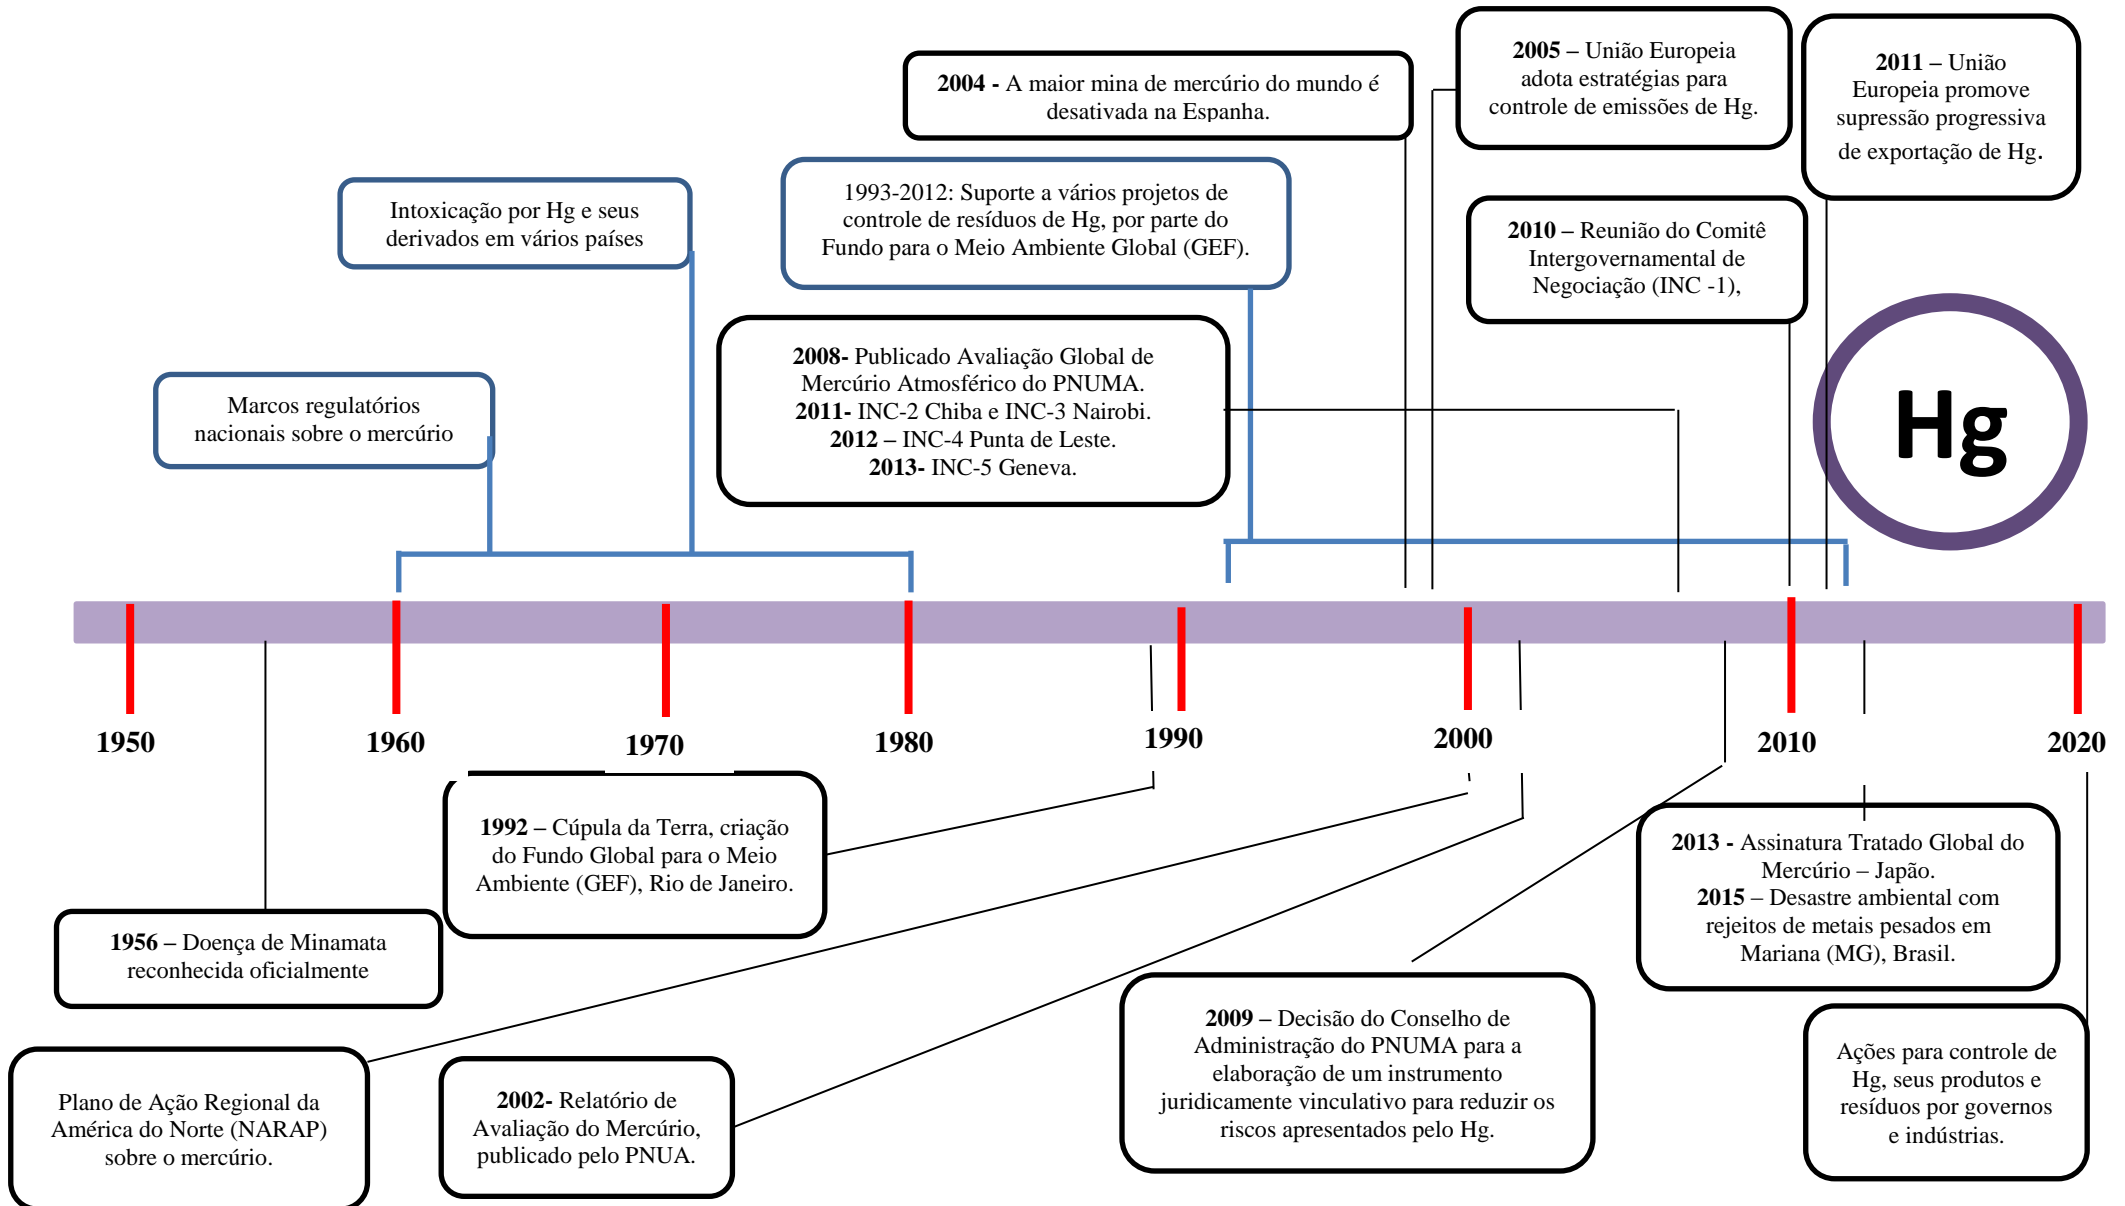 2004 - A maior mina de mercúrio do mundo é
desativada na Espanha.
2005 – União Europeia
adota estratégias para
controle de emissões de Hg.
2011 – União
Europeia promove
supressão progressiva
de exportação de Hg.
Intoxicação por Hg e seus
derivados em vários países
1993-2012: Suporte a vários projetos de
controle de resíduos de Hg, por parte do
Fundo para o Meio Ambiente Global (GEF).
2010 – Reunião do Comitê
Intergovernamental de
Negociação (INC -1),
Marcos regulatórios
nacionais sobre o mercúrio
2008- Publicado Avaliação Global de
Mercúrio Atmosférico do PNUMA.
2011- INC-2 Chiba e INC-3 Nairobi.
2012 – INC-4 Punta de Leste.
2013- INC-5 Geneva.
Hg
1950
1960
1970
1980
1990
2000
2010
2020
1992 – Cúpula da Terra, criação
do Fundo Global para o Meio
Ambiente (GEF), Rio de Janeiro.
2013 - Assinatura Tratado Global do
Mercúrio – Japão.
2015 – Desastre ambiental com
rejeitos de metais pesados em
Mariana (MG), Brasil.
1956 – Doença de Minamata
reconhecida oficialmente
Plano de Ação Regional da
América do Norte (NARAP)
sobre o mercúrio.
2002- Relatório de
Avaliação do Mercúrio,
publicado pelo PNUA.
2009 – Decisão do Conselho de
Administração do PNUMA para a
elaboração de um instrumento
juridicamente vinculativo para reduzir os
riscos apresentados pelo Hg.
Ações para controle de
Hg, seus produtos e
resíduos por governos
e indústrias.